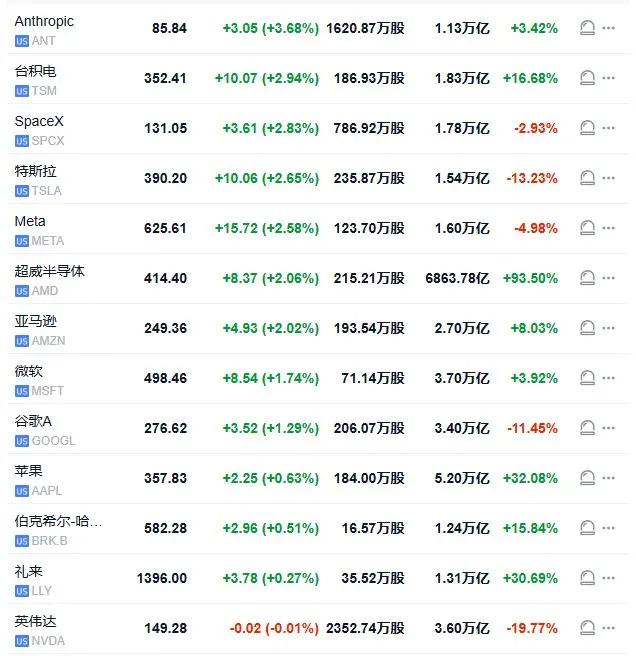 Anthropic
85.84 +3.05 (+3.68%) 1620.87万股 1.13万亿 +3.42%
US ANT
台积电
352.41 +10.07 (+2.94%) 186.93万股 1.83万亿 +16.68%
US TSM
SpaceX
131.05 +3.61 (+2.83%) 786.92万股 1.78万亿 -2.93%
US SPCX
特斯拉
390.20 +10.06 (+2.65%) 235.87万股 1.54万亿 -13.23%
US TSLA
Meta
625.61 +15.72 (+2.58%) 123.70万股 1.60万亿 -4.98%
US META
超威半导体
414.40 +8.37 (+2.06%) 215.21万股 6863.78亿 +93.50%
US AMD
亚马逊
249.36 +4.93 (+2.02%) 193.54万股 2.70万亿 +8.03%
US AMZN
微软
498.46 +8.54 (+1.74%) 71.14万股 3.70万亿 +3.92%
US MSFT
谷歌A
276.62 +3.52 (+1.29%) 206.07万股 3.40万亿 -11.45%
US GOOGL
苹果
357.83 +2.25 (+0.63%) 184.00万股 5.20万亿 +32.08%
US AAPL
伯克希尔-哈…
582.28 +2.96 (+0.51%) 16.57万股 1.24万亿 +15.84%
US BRK.B
礼来
1396.00 +3.78 (+0.27%) 35.52万股 1.31万亿 +30.69%
US LLY
英伟达
149.28 -0.02 (-0.01%) 2352.74万股 3.60万亿 -19.77%
US NVDA